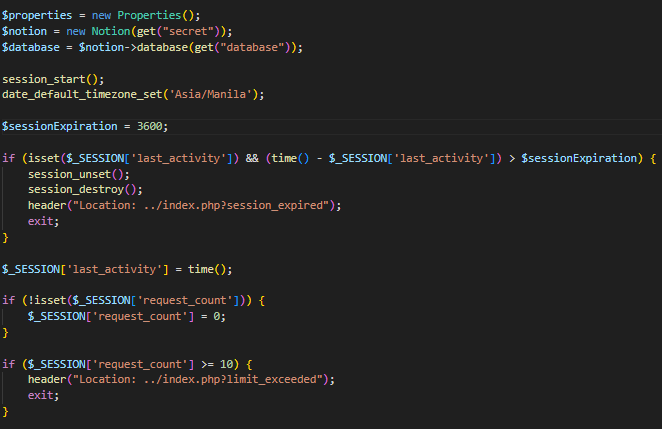 $properties = new Properties();
$notion = new Notion(get("secret"));
$database = $notion->database(get("database"));
session_start();
date_default_timezone_set('Asia/Manila');
$sessionExpiration = 3600;
if (isset($_SESSION['last_activity']) && (time() - $_SESSION['last_activity']) > $sessionExpiration) {
    session_unset();
    session_destroy();
    header("Location: ../index.php?session_expired");
    exit;
}
$_SESSION['last_activity'] = time();
if (!isset($_SESSION['request_count'])) {
    $_SESSION['request_count'] = 0;
}
if ($_SESSION['request_count'] >= 10) {
    header("Location: ../index.php?limit_exceeded");
    exit;
}